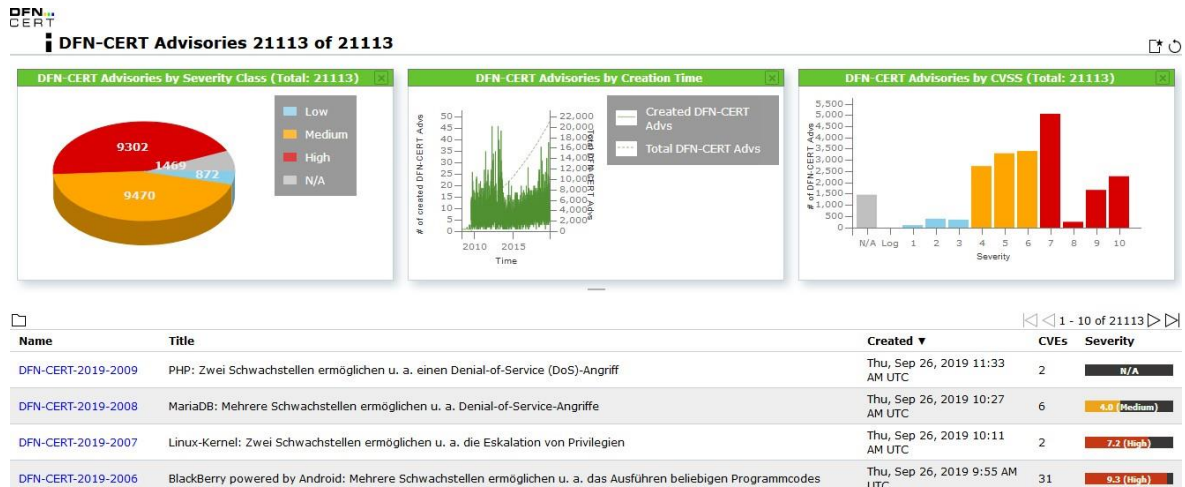 DFN
CERT
DFN-CERT Advisories 21113 of 21113
DFN-CERT Advisories by Severity Class (Total: 21113)
9302
1469
872
9470
Low
Medium
High
N/A
DFN-CERT Advisories by Creation Time
# of created DFN-CERT Advs
50
45
40
35
30
25
20
15
10
5
0
22,000
20,000
18,000
16,000
14,000
12,000
10,000
8,000
6,000
4,000
2,000
0
Total DFN-CERT Advs
2010 2015
Time
Created DFN-CERT
Advs
Total DFN-CERT Advs
DFN-CERT Advisories by CVSS (Total: 21113)
# of DFN-CERT Advs
5,500
5,000
4,500
4,000
3,500
3,000
2,500
2,000
1,500
1,000
500
0
N/A Log 1 2 3 4 5 6 7 8 9 10
Severity
1 - 10 of 21113
Name Title Created ▼ CVEs Severity
DFN-CERT-2019-2009 PHP: Zwei Schwachstellen ermöglichen u. a. einen Denial-of-Service (DoS)-Angriff Thu, Sep 26, 2019 11:33 2 N/A
AM UTC
DFN-CERT-2019-2008 MariaDB: Mehrere Schwachstellen ermöglichen u. a. Denial-of-Service-Angriffe Thu, Sep 26, 2019 10:27 6 4.0 (Medium)
AM UTC
DFN-CERT-2019-2007 Linux-Kernel: Zwei Schwachstellen ermöglichen u. a. die Eskalation von Privilegien Thu, Sep 26, 2019 10:11 2 7.2 (High)
AM UTC
DFN-CERT-2019-2006 BlackBerry powered by Android: Mehrere Schwachstellen ermöglichen u. a. das Ausführen beliebigen Programmcodes Thu, Sep 26, 2019 9:55 AM 31 9.3 (High)
UTC